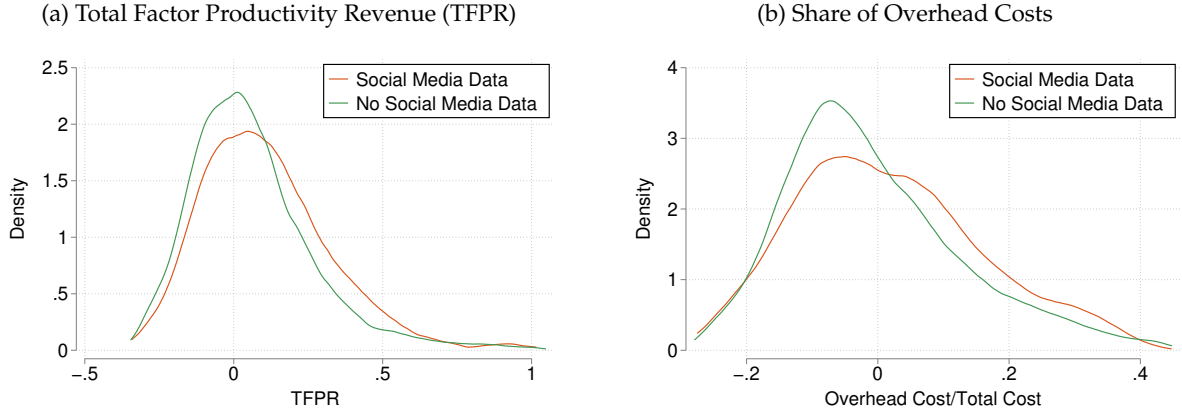 (a) Total Factor Productivity Revenue (TFPR)
2.5
2
1.5
1
.5
0
Density
−.5
0
.5
1
TFPR
Social Media Data
No Social Media Data
(b) Share of Overhead Costs
4
3
2
1
0
Density
−.2
0
.2
.4
Overhead Cost/Total Cost
Social Media Data
No Social Media Data